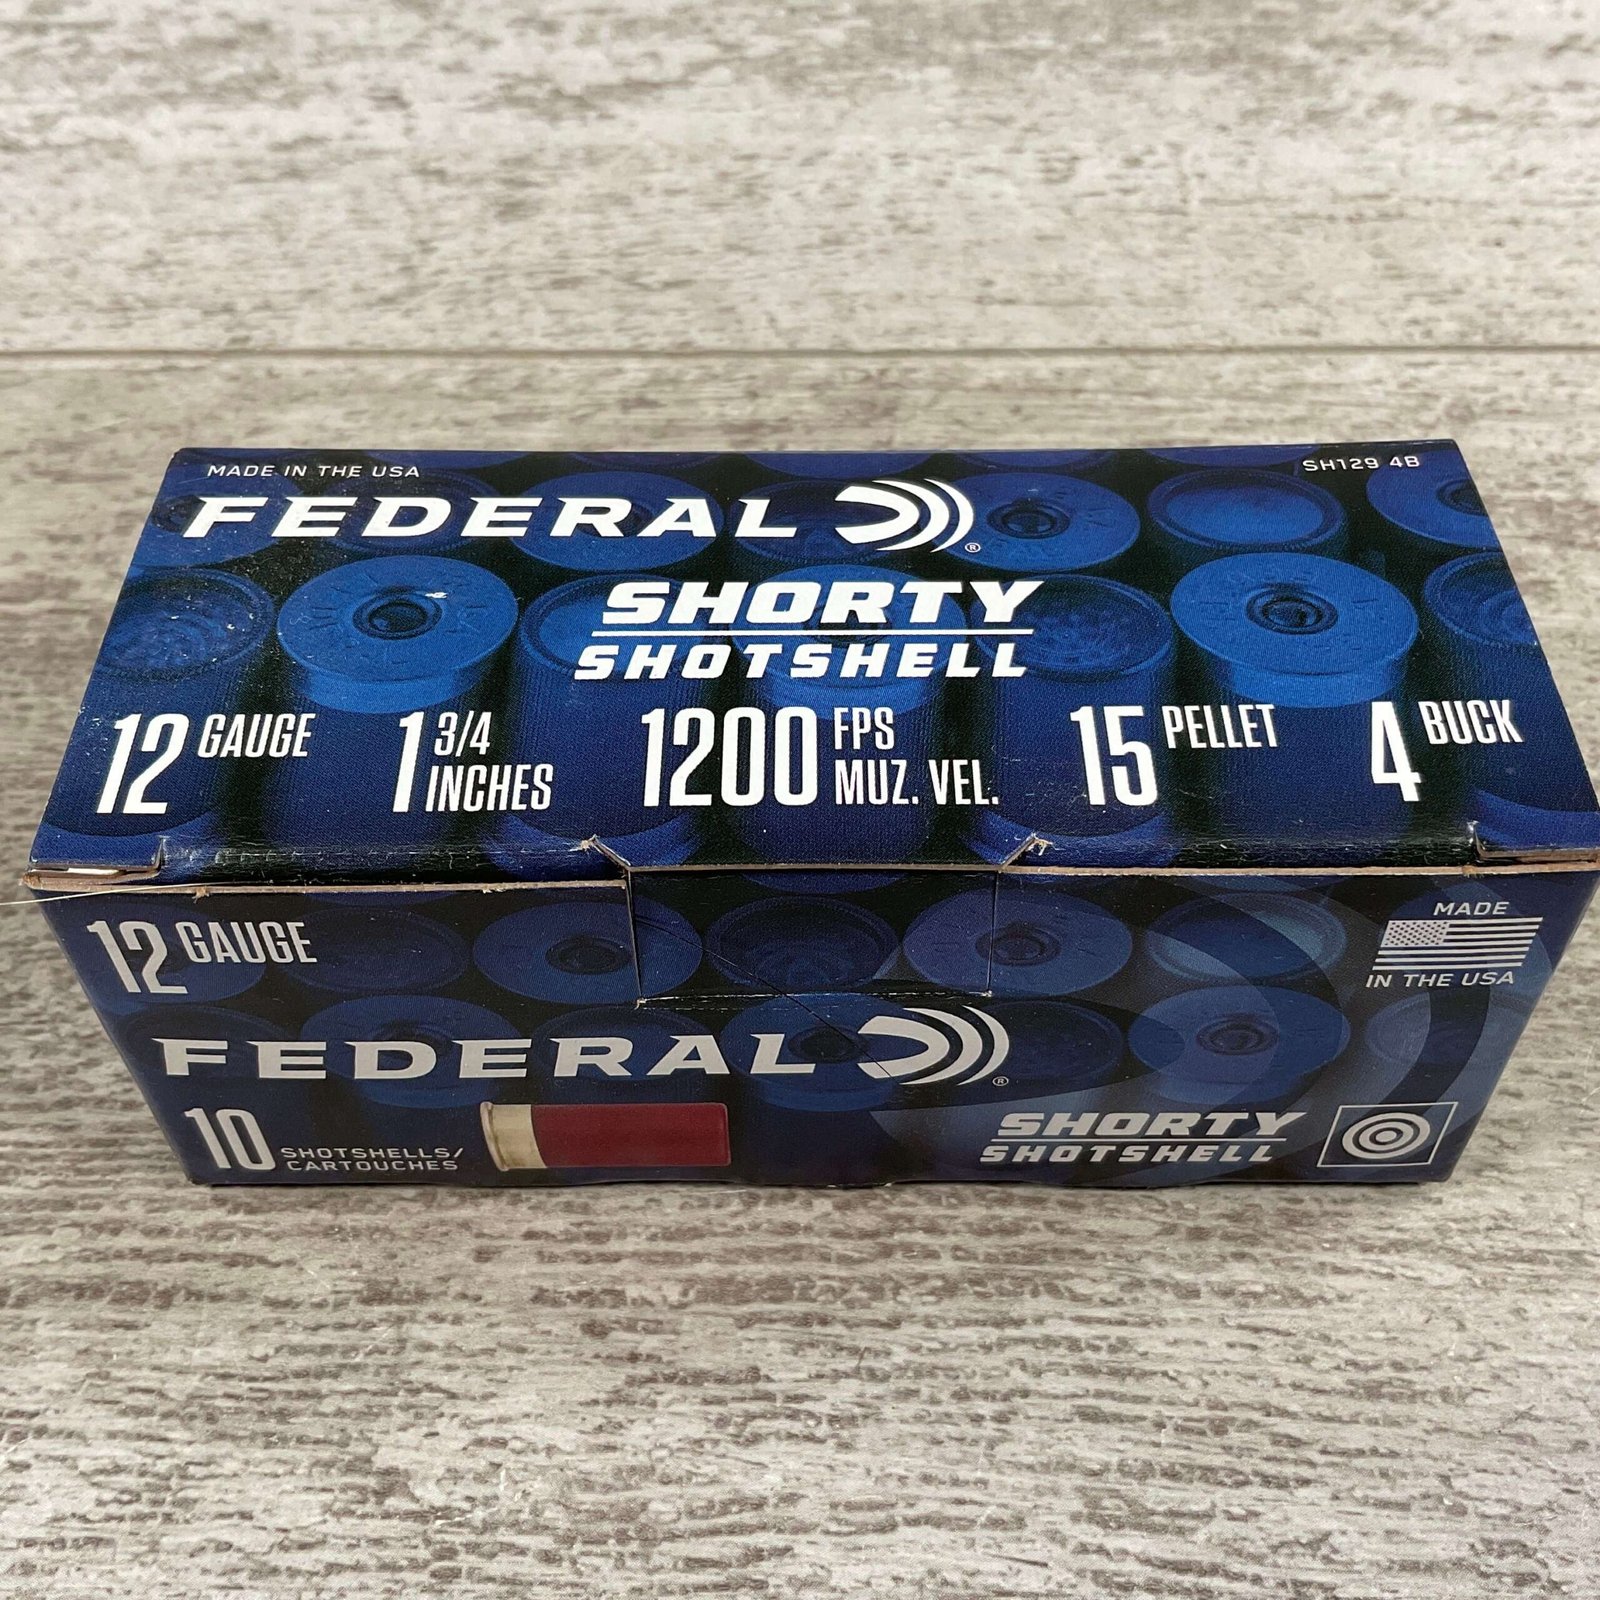 MADE IN THE USA
SH129 4B
FEDERAL ®
SHORTY
SHOTSHELL
12 GAUGE 1 3/4 INCHES 1200 FPS MUZ. VEL. 15 PELLET 4 BUCK
12 GAUGE
MADE
IN THE USA
FEDERAL ®
10 SHOTSHELLS/
CARTOUCHES
SHORTY
SHOTSHELL